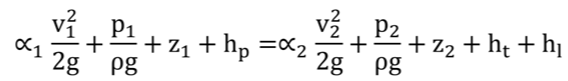 ∝₁ v₁²/2g + p₁/ρg + z₁ + hₚ =∝₂ v₂²/2g + p₂/ρg + z₂ + hₜ + hₗ